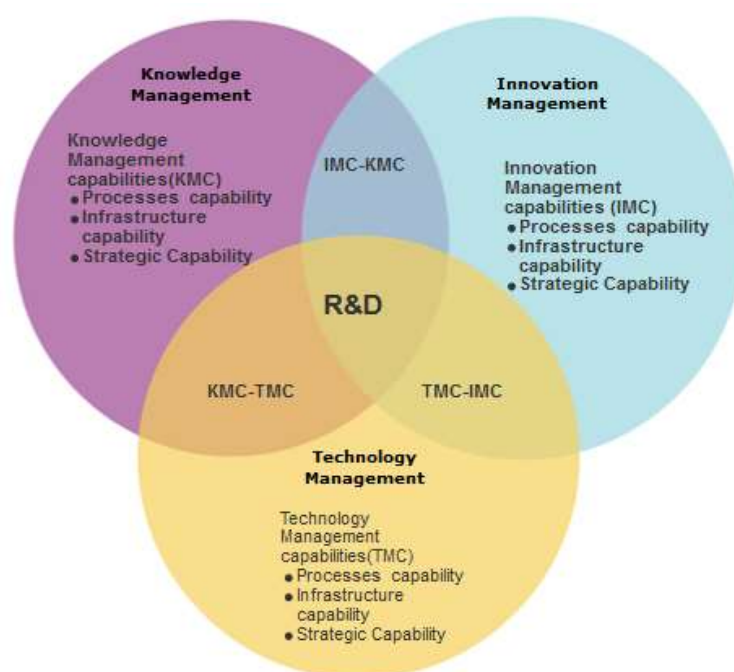 Knowledge
Management
Knowledge
Management
capabilities(KMC)
● Processes capability
● Infrastructure
capability
● Strategic Capability
IMC-KMC
Innovation
Management
Innovation
Management
capabilities (IMC)
● Processes capability
● Infrastructure
capability
● Strategic Capability
R&D
KMC-TMC
TMC-IMC
Technology
Management
Technology
Management
capabilities(TMC)
● Processes capability
● Infrastructure
capability
● Strategic Capability